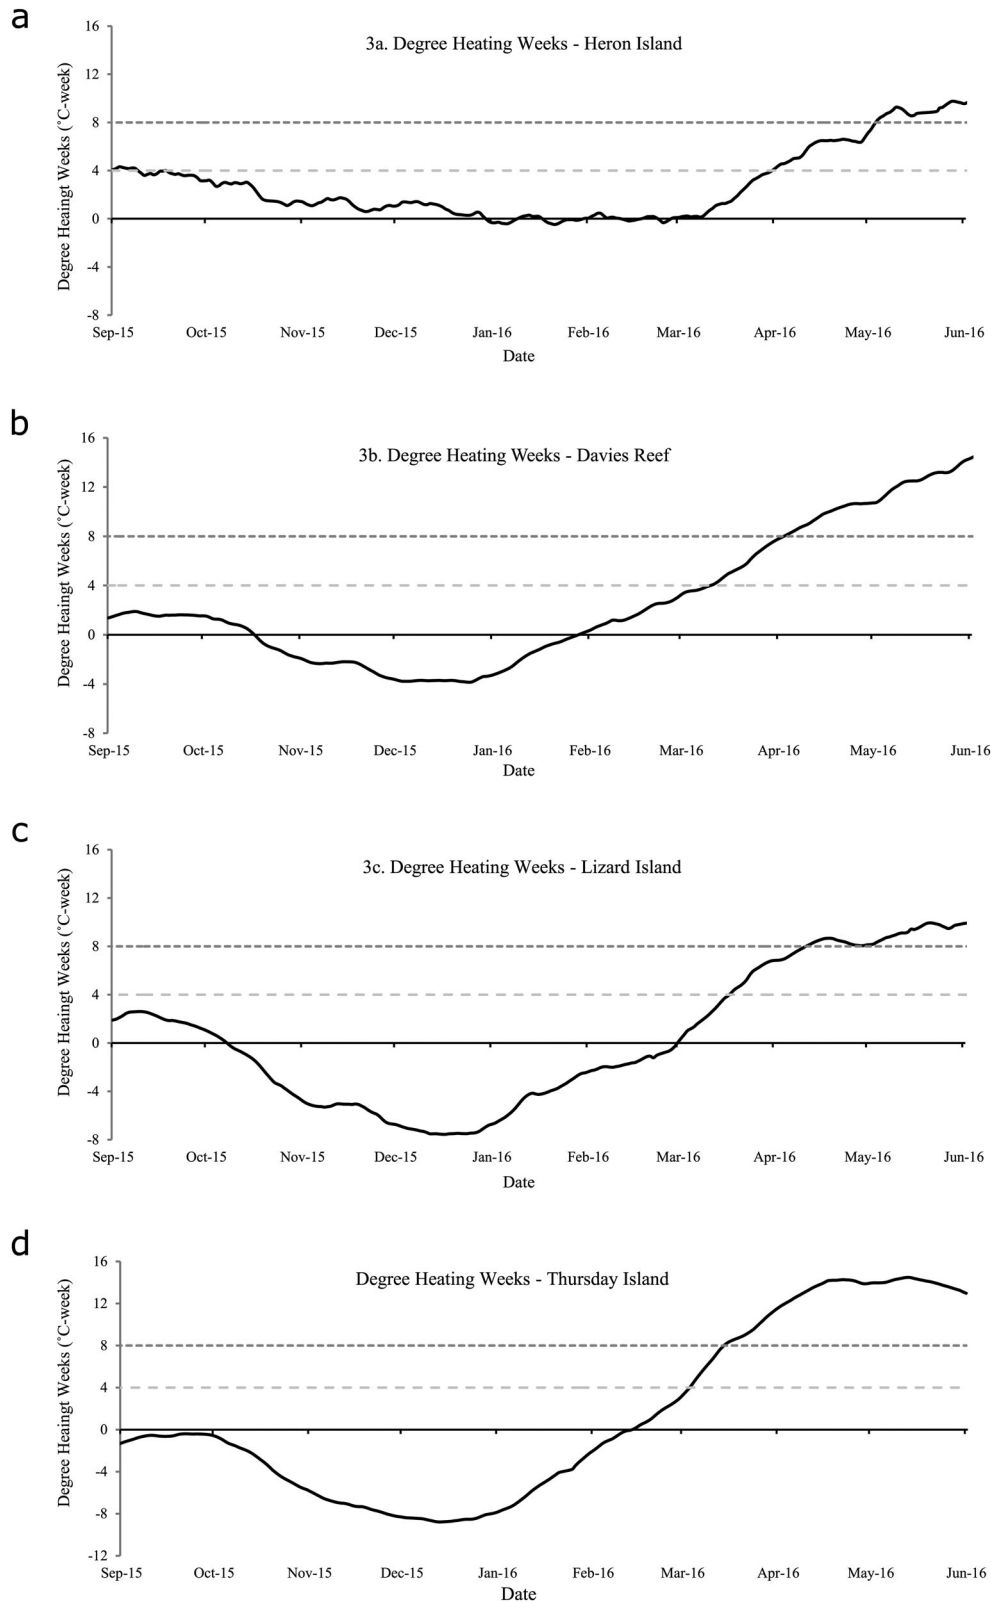 a
3a. Degree Heating Weeks - Heron Island
Degree Heaingt Weeks (˚C-week)
16
12
8
4
0
-4
-8
Sep-15 Oct-15 Nov-15 Dec-15 Jan-16 Feb-16 Mar-16 Apr-16 May-16 Jun-16
Date
b
3b. Degree Heating Weeks - Davies Reef
Degree Heaingt Weeks (˚C-week)
16
12
8
4
0
-4
-8
Sep-15 Oct-15 Nov-15 Dec-15 Jan-16 Feb-16 Mar-16 Apr-16 May-16 Jun-16
Date
c
3c. Degree Heating Weeks - Lizard Island
Degree Heaingt Weeks (˚C-week)
16
12
8
4
0
-4
-8
Sep-15 Oct-15 Nov-15 Dec-15 Jan-16 Feb-16 Mar-16 Apr-16 May-16 Jun-16
Date
d
Degree Heating Weeks - Thursday Island
Degree Heaingt Weeks (˚C-week)
16
12
8
4
0
-4
-8
-12
Sep-15 Oct-15 Nov-15 Dec-15 Jan-16 Feb-16 Mar-16 Apr-16 May-16 Jun-16
Date